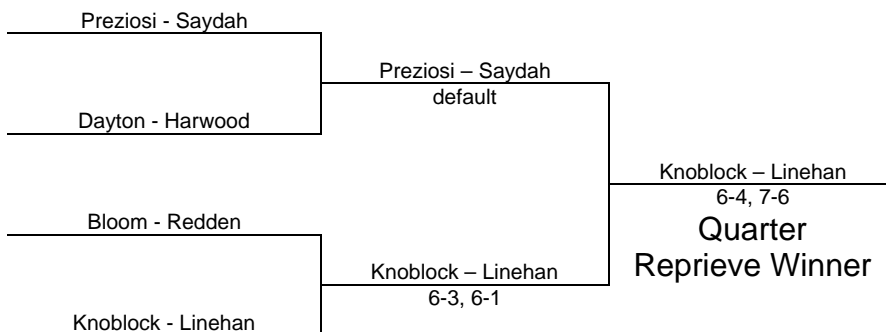 Preziosi - Saydah
Preziosi – Saydah
default
Dayton - Harwood
Knoblock – Linehan
6-4, 7-6
Quarter
Reprieve Winner
Bloom - Redden
Knoblock – Linehan
6-3, 6-1
Knoblock - Linehan